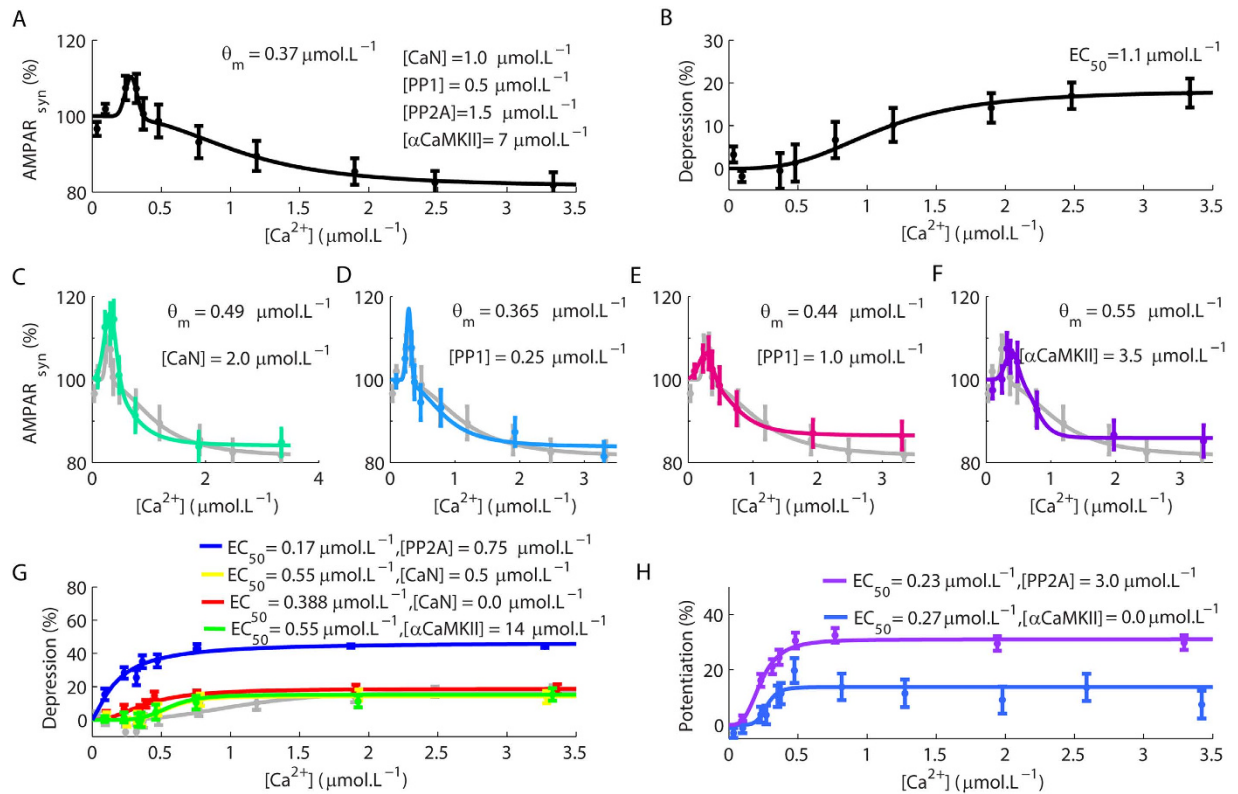 A
AMPAR syn (%)
120
100
80
θm = 0.37 μmol.L−1
[CaN] =1.0 μmol.L−1
[PP1] = 0.5 μmol.L−1
[PP2A]=1.5 μmol.L−1
[αCaMKII]= 7 μmol.L−1
0 0.5 1 1.5 2 2.5 3 3.5
[Ca2+] (μmol.L−1)
B
Depression (%)
30
20
10
0
EC50=1.1 μmol.L−1
0 0.5 1 1.5 2 2.5 3 3.5
[Ca2+] (μmol.L−1)
C
AMPAR syn (%)
120
100
80
θm = 0.49 μmol.L−1
[CaN] = 2.0 μmol.L−1
0 2 4
[Ca2+] (μmol.L−1)
D
120
100
80
θm = 0.365 μmol.L−1
[PP1] = 0.25 μmol.L−1
0 1 2 3
[Ca2+] (μmol.L−1)
E
120
100
80
θm = 0.44 μmol.L−1
[PP1] = 1.0 μmol.L−1
0 1 2 3
[Ca2+] (μmol.L−1)
F
120
100
80
θm = 0.55 μmol.L−1
[αCaMKII] = 3.5 μmol.L−1
0 1 2 3
[Ca2+] (μmol.L−1)
G
Depression (%)
80
60
40
20
0
EC50= 0.17 μmol.L−1,[PP2A] = 0.75 μmol.L−1
EC50= 0.55 μmol.L−1,[CaN] = 0.5 μmol.L−1
EC50= 0.388 μmol.L−1,[CaN] = 0.0 μmol.L−1
EC50= 0.55 μmol.L−1,[αCaMKII] = 14 μmol.L−1
0 0.5 1 1.5 2 2.5 3 3.5
[Ca2+] (μmol.L−1)
H
Potentiation (%)
60
40
20
0
EC50 = 0.23 μmol.L−1,[PP2A] = 3.0 μmol.L−1
EC50 = 0.27 μmol.L−1,[αCaMKII] = 0.0 μmol.L−1
0 0.5 1 1.5 2 2.5 3 3.5
[Ca2+] (μmol.L−1)